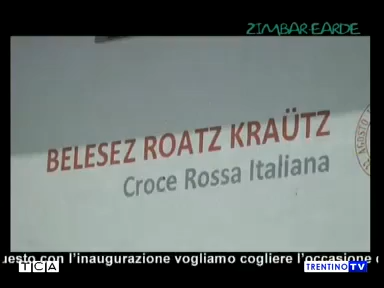 ZIMBAR EARDE
BELESEZ ROATZ KRAÜTZ
Croce Rossa Italiana
uesto con l'inaugurazione vogliamo cogliere l'occasione
TCA
TRENTINO TV